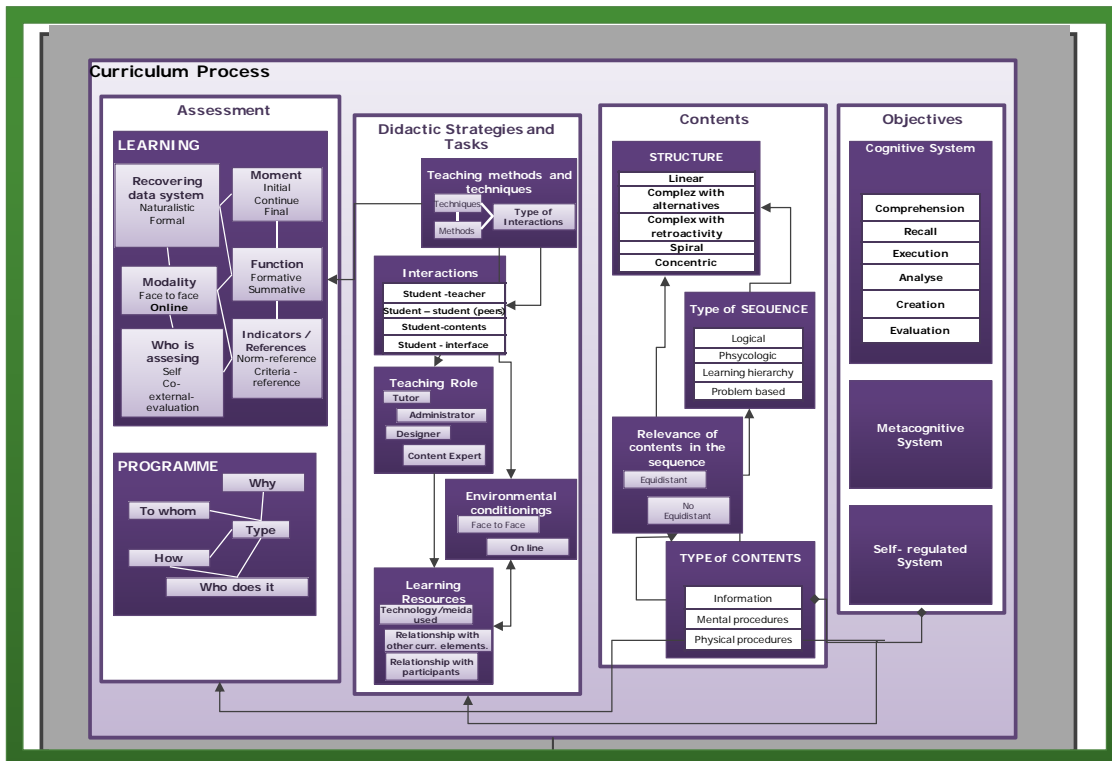 Curriculum Process
Assessment
LEARNING
Recovering
data system
Naturalistic
Formal
Moment
Initial
Continue
Final
Modality
Face to face
Online
Function
Formative
Summative
Who is
assesing
Self
Co-
external-
evaluation
Indicators /
References
Norm-reference
Criteria -
reference
PROGRAMME
Why
To whom
Type
How
Who does it
Didactic Strategies and
Tasks
Teaching methods and
techniques
Techniques
Methods
Type of
Interactions
Interactions
Student -teacher
Student – student (peers)
Student-contents
Student - interface
Teaching Role
Tutor
Administrator
Designer
Content Expert
Environmental
conditionings
Face to Face
On line
Learning
Resources
Technology/meida
used
Relationship with
other curr. elements.
Relationship with
participants
Contents
STRUCTURE
Linear
Complez with
alternatives
Complex with
retroactivity
Spiral
Concentric
Type of SEQUENCE
Logical
Phsycologic
Learning hierarchy
Problem based
Relevance of
contents in the
sequence
Equidistant
No
Equidistant
TYPE of CONTENTS
Information
Mental procedures
Physical procedures
Objectives
Cognitive System
Comprehension
Recall
Execution
Analyse
Creation
Evaluation
Metacognitive
System
Self- regulated
System